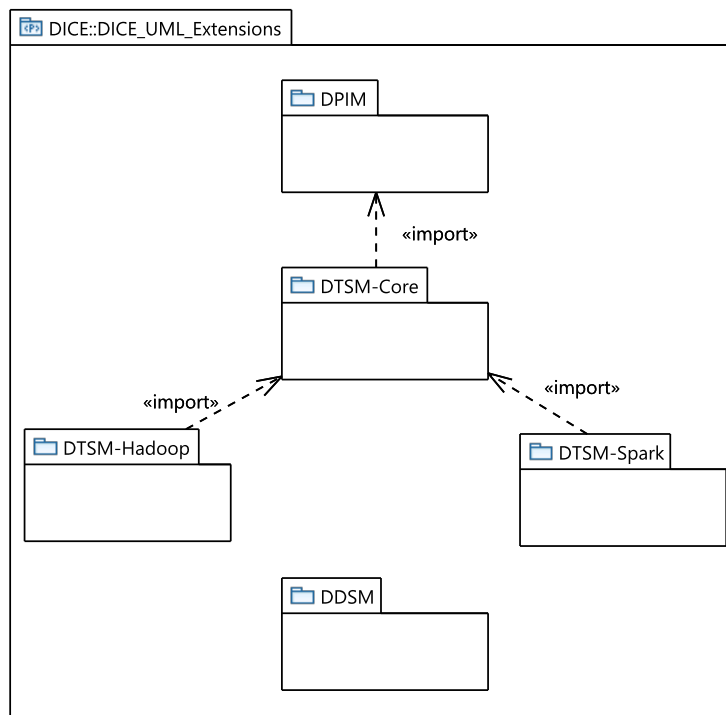 <P> DICE::DICE_UML_Extensions
DPIM
«import»
DTSM-Core
«import»
«import»
DTSM-Hadoop
DTSM-Spark
DDSM